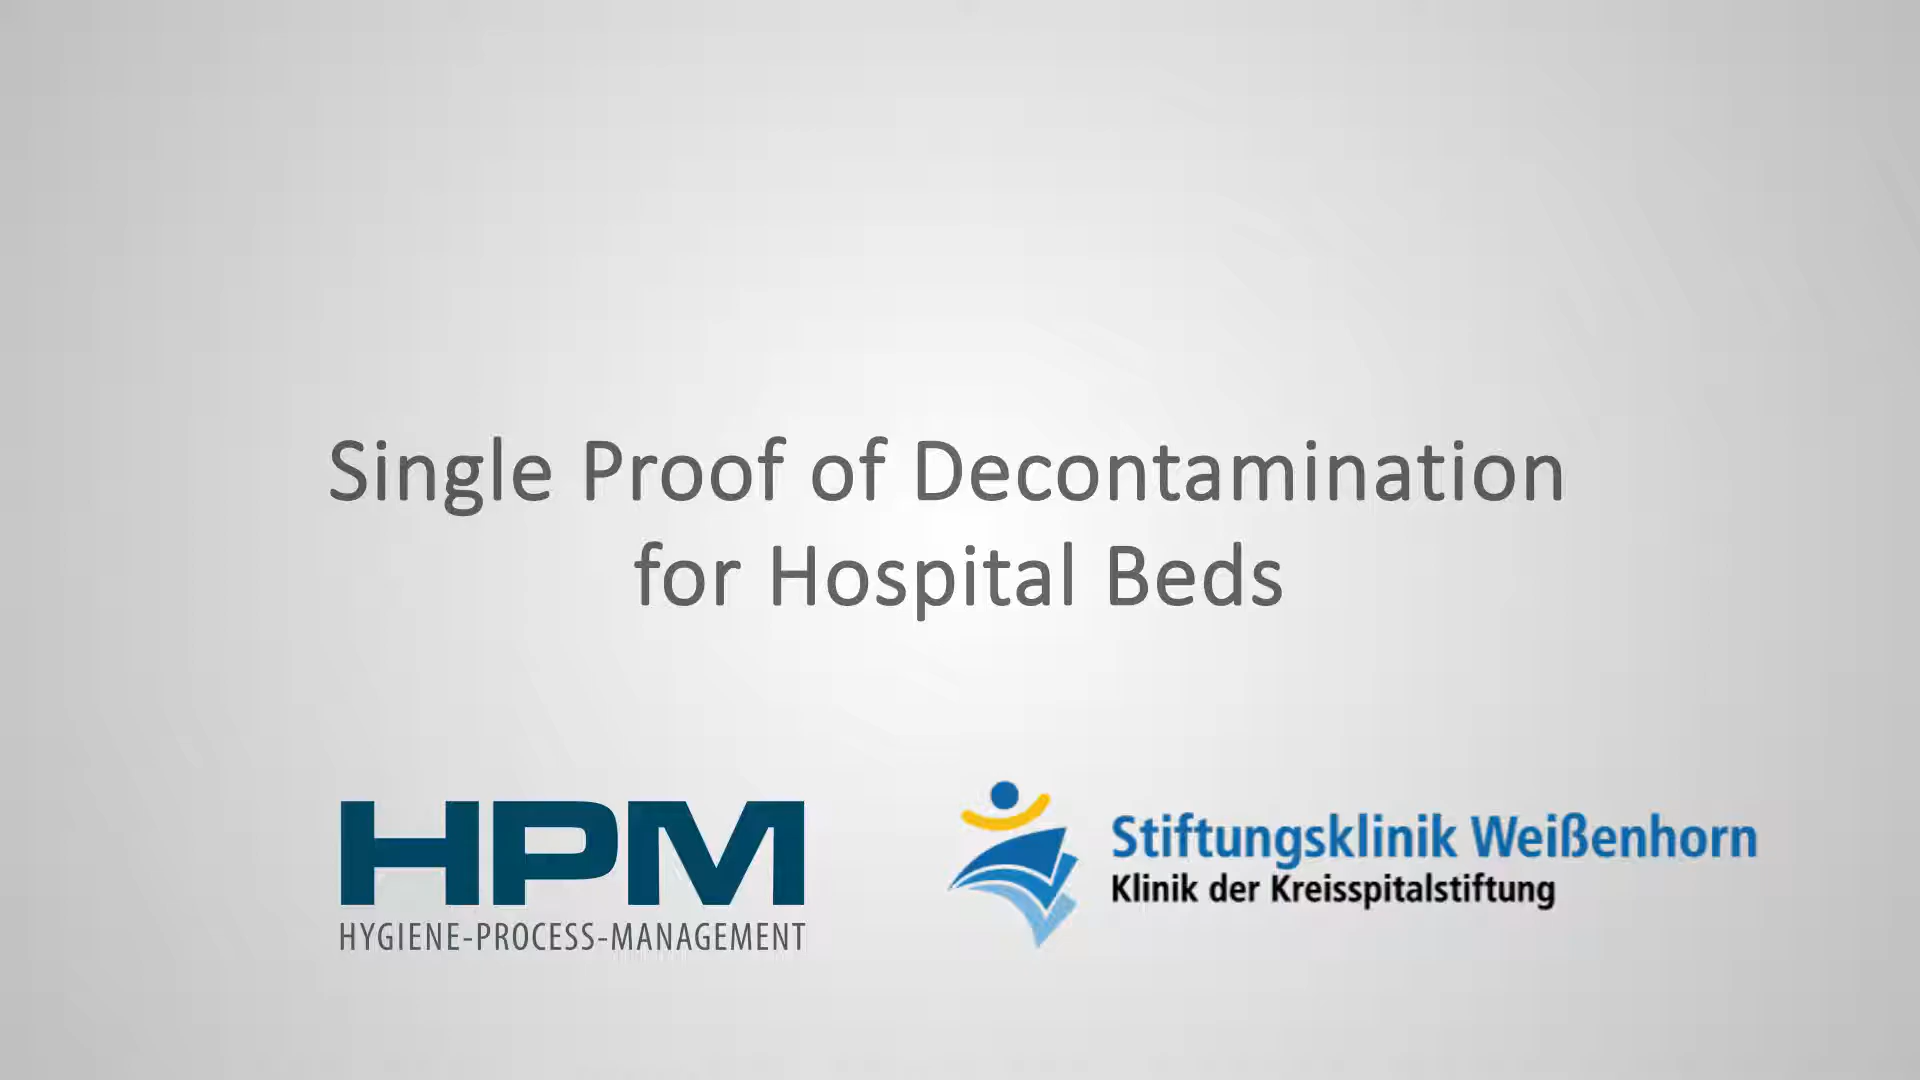 Single Proof of Decontamination
for Hospital Beds
HPM
HYGIENE-PROCESS-MANAGEMENT
Stiftungsklinik Weißenhorn
Klinik der Kreisspitalstiftung